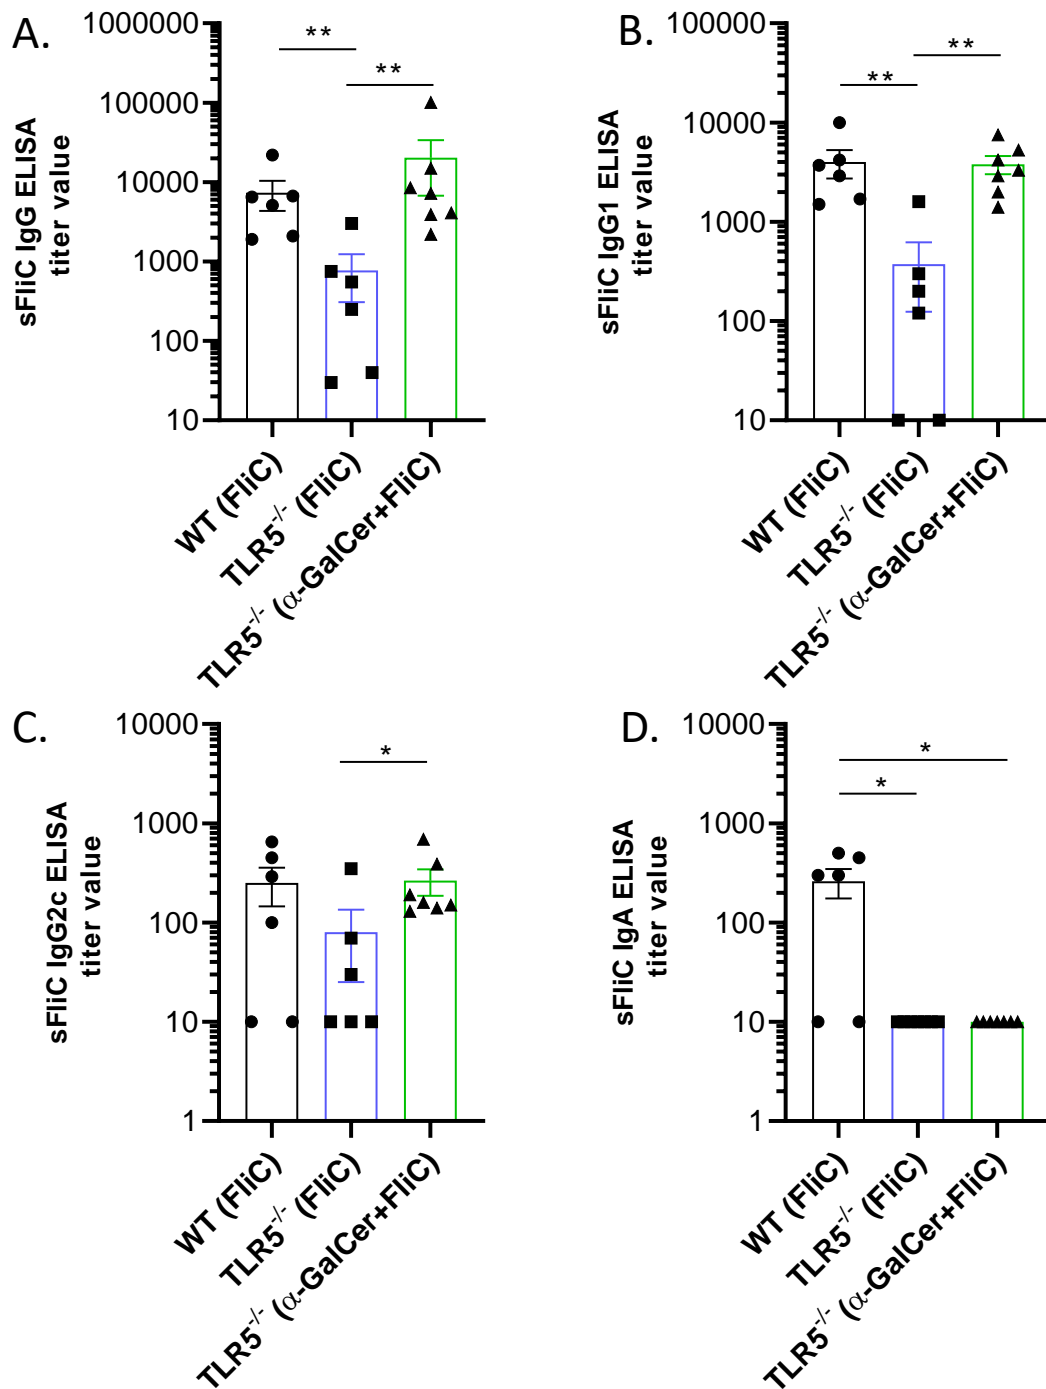 A.
sFliC IgG ELISA
titer value
1000000
100000
10000
1000
100
10
**
**
WT (FliC)
TLR5-/- (FliC)
TLR5-/- (α-GalCer+FliC)
B.
sFliC IgG1 ELISA
titer value
100000
10000
1000
100
10
**
**
WT (FliC)
TLR5-/- (FliC)
TLR5-/- (α-GalCer+FliC)
C.
sFliC IgG2c ELISA
titer value
10000
1000
100
10
1
*
WT (FliC)
TLR5-/- (FliC)
TLR5-/- (α-GalCer+FliC)
D.
sFliC IgA ELISA
titer value
10000
1000
100
10
1
*
*
WT (FliC)
TLR5-/- (FliC)
TLR5-/- (α-GalCer+FliC)